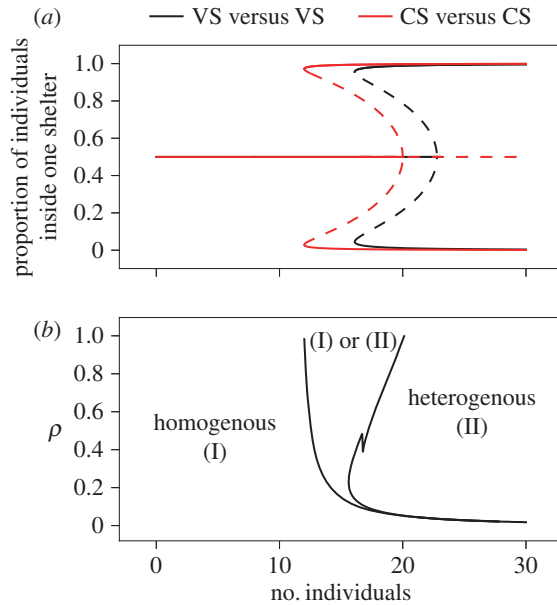 (a)
VS versus VS
CS versus CS
proportion of individuals
inside one shelter
1.0
0.8
0.6
0.4
0.2
0
(b)
ρ
1.0
0.8
0.6
0.4
0.2
0
(I) or (II)
homogenous
(I)
heterogenous
(II)
0
10
20
30
no. individuals